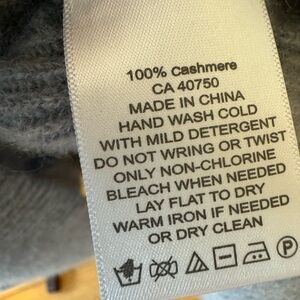 100% Cashmere
CA 40750
MADE IN CHINA
HAND WASH COLD
WITH MILD DETERGENT
DO NOT WRING OR TWIST
ONLY NON-CHLORINE
BLEACH WHEN NEEDED
LAY FLAT TO DRY
WARM IRON IF NEEDED
OR DRY CLEAN
P